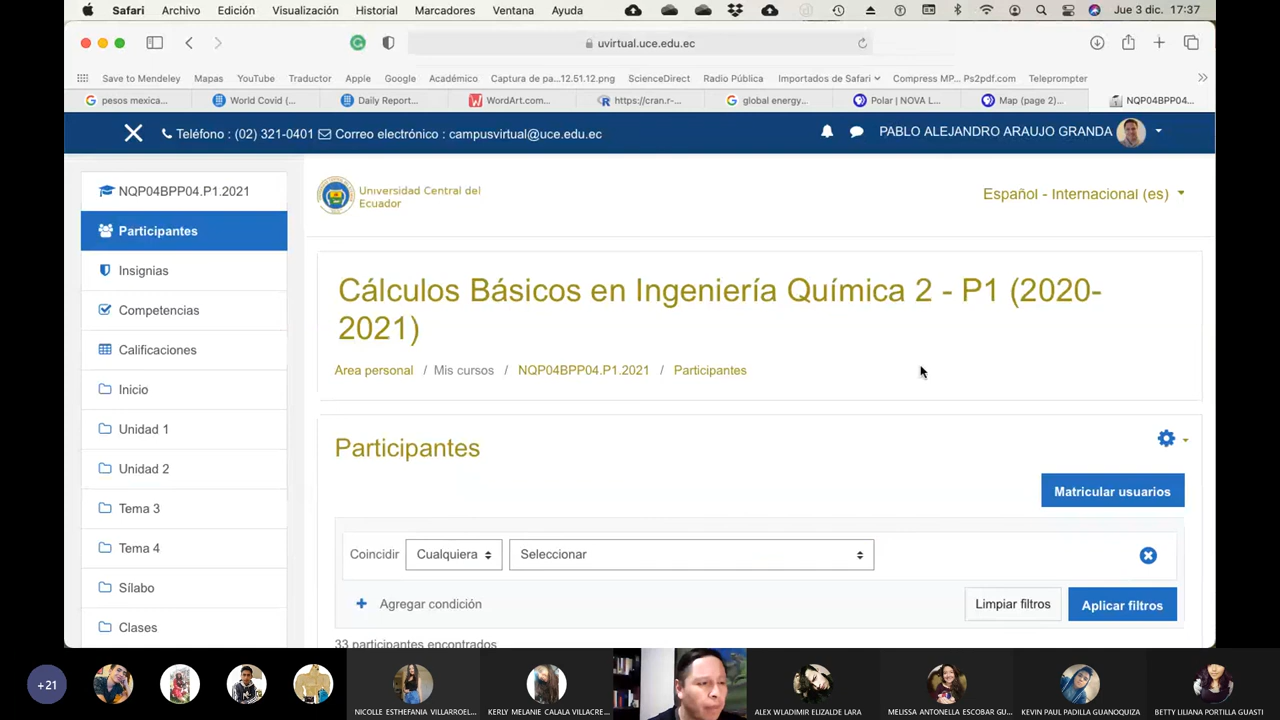 Safari Archivo Edición Visualización Historial Marcadores Ventana Ayuda Jue 3 dic. 17:37
uvirtual.uce.edu.ec
Save to Mendeley Mapas YouTube Traductor Apple Google Académico Captura de pa...12.51.12.png ScienceDirect Radio Pública Importados de Safari Compress MP... Ps2pdf.com Teleprompter
pesos mexica... World Covid (... Daily Report... WordArt.com... https://cran.r-... global energy... Polar | NOVA L... Map (page 2)... NQP04BPP04...
Teléfono : (02) 321-0401 Correo electrónico : campusvirtual@uce.edu.ec PABLO ALEJANDRO ARAUJO GRANDA
NQP04BPP04.P1.2021
Participantes
Insignias
Competencias
Calificaciones
Inicio
Unidad 1
Unidad 2
Tema 3
Tema 4
Sílabo
Clases
Universidad Central del
Ecuador
Español - Internacional (es)
Cálculos Básicos en Ingeniería Química 2 - P1 (2020-
2021)
Area personal / Mis cursos / NQP04BPP04.P1.2021 / Participantes
Participantes
Matricular usuarios
Coincidir Cualquiera Seleccionar
Agregar condición Limpiar filtros Aplicar filtros
33 participantes encontrados
+21
NICOLLE ESTHEFANIA VILLARROEL... KERLY MELANIE CALALA VILLACRE... ALEX WLADIMIR ELIZALDE LARA MELISSA ANTONELLA ESCOBAR GU... KEVIN PAUL PADILLA GUANOQUIZA BETTY LILIANA PORTILLA GUASTI